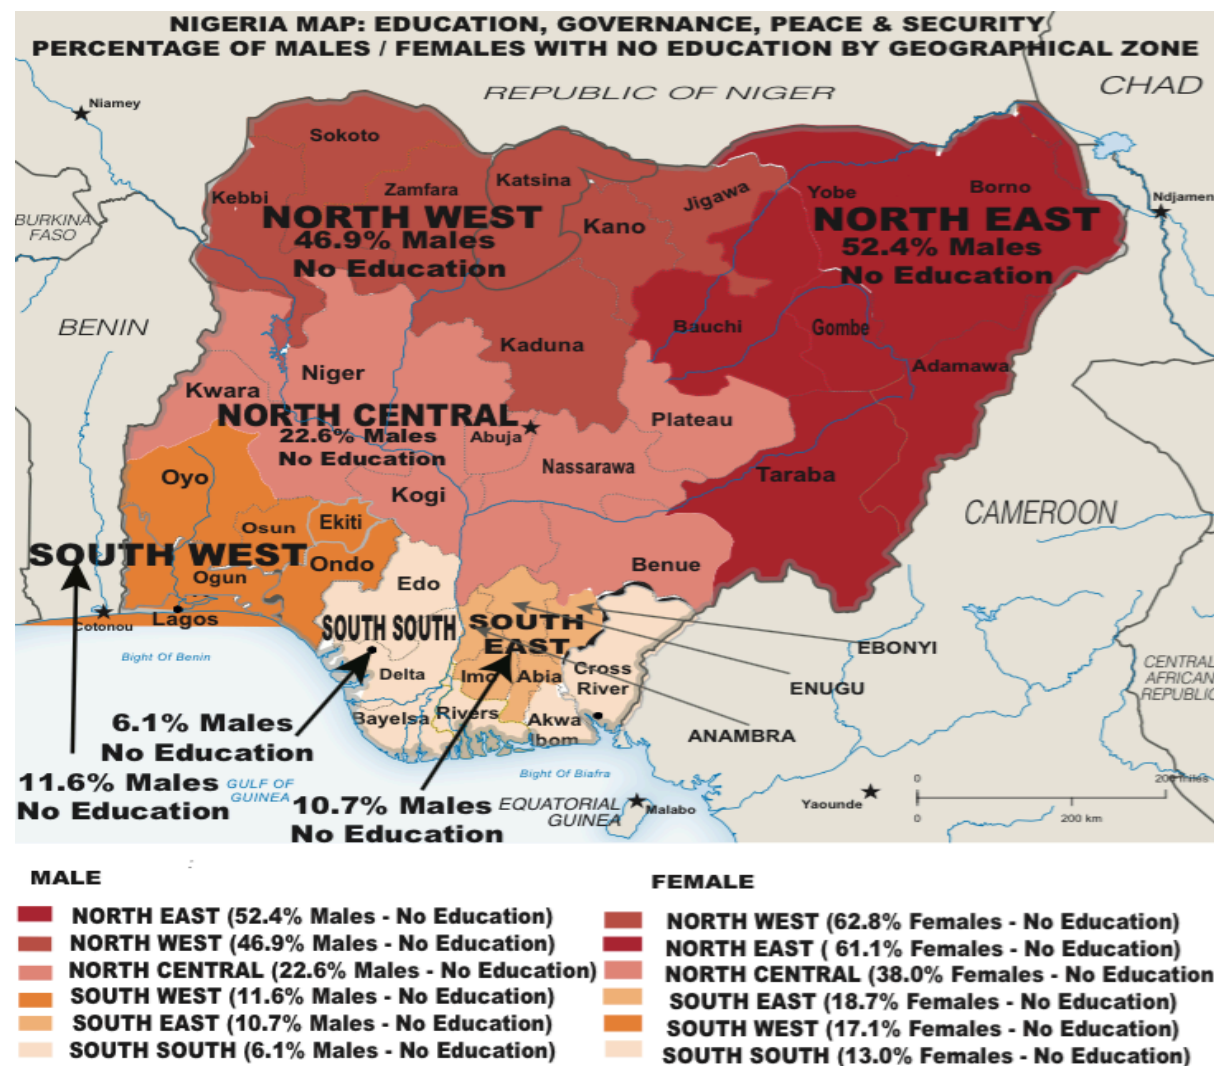 NIGERIA MAP: EDUCATION, GOVERNANCE, PEACE & SECURITY
PERCENTAGE OF MALES / FEMALES WITH NO EDUCATION BY GEOGRAPHICAL ZONE
CHAD
REPUBLIC OF NIGER
Niamey
Sokoto
Katsina
Zamfara
Kebbi
Jigawa
Yobe
Borno
Ndjamen
BURKINA
FASO
NORTH WEST
46.9% Males
No Education
Kano
NORTH EAST
52.4% Males
No Education
BENIN
Bauchi
Gombe
Kaduna
Adamawa
Niger
Kwara
NORTH CENTRAL
22.6% Males
No Education
Abuja
Plateau
Nassarawa
Taraba
Oyo
Kogi
CAMEROON
Osun
Ekiti
SOUTH WEST
Ogun
Ondo
Edo
Benue
Lagos
Cotonou
SOUTH SOUTH
SOUTH
EAST
EBONYI
Bight Of Benin
Delta
Imo
Abia
Cross
River
ENUGU
CENTRAL
AFRICAN
REPUBLIC
Bayelsa
Rivers
Akwa
Ibom
ANAMBRA
6.1% Males
No Education
11.6% Males
No Education
GULF OF
GUINEA
Bight Of Biafra
10.7% Males
No Education
EQUATORIAL
GUINEA
Malabo
Yaounde
0
200 miles
0
200 km
MALE
NORTH EAST (52.4% Males - No Education)
NORTH WEST (46.9% Males - No Education)
NORTH CENTRAL (22.6% Males - No Education)
SOUTH WEST (11.6% Males - No Education)
SOUTH EAST (10.7% Males - No Education)
SOUTH SOUTH (6.1% Males - No Education)
FEMALE
NORTH WEST (62.8% Females - No Education)
NORTH EAST ( 61.1% Females - No Education)
NORTH CENTRAL (38.0% Females - No Education
SOUTH EAST (18.7% Females - No Education)
SOUTH WEST (17.1% Females - No Education)
SOUTH SOUTH (13.0% Females - No Education)